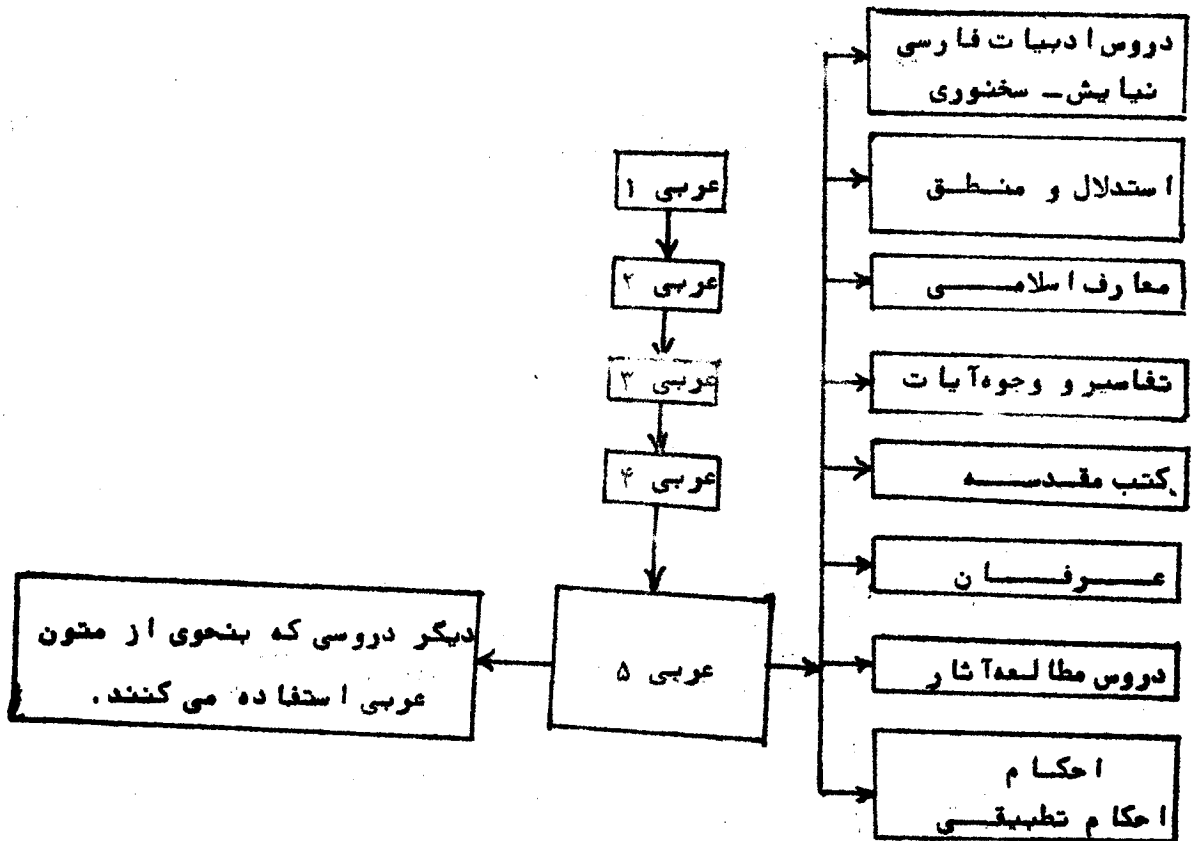 دروس ادبیات فارسی
نیایش - سخنوری
استدلال و منطق
معارف اسلامی
تفاسیر و وجوه آیات
کتب مقدسه
عرفان
دروس مطالعه آثار
احکام
احکام تطبیقی
عربی ۱
عربی ۲
عربی ۳
عربی ۴
عربی ۵
دیگر دروسی که بنحوی از متون
عربی استفاده می کنند.